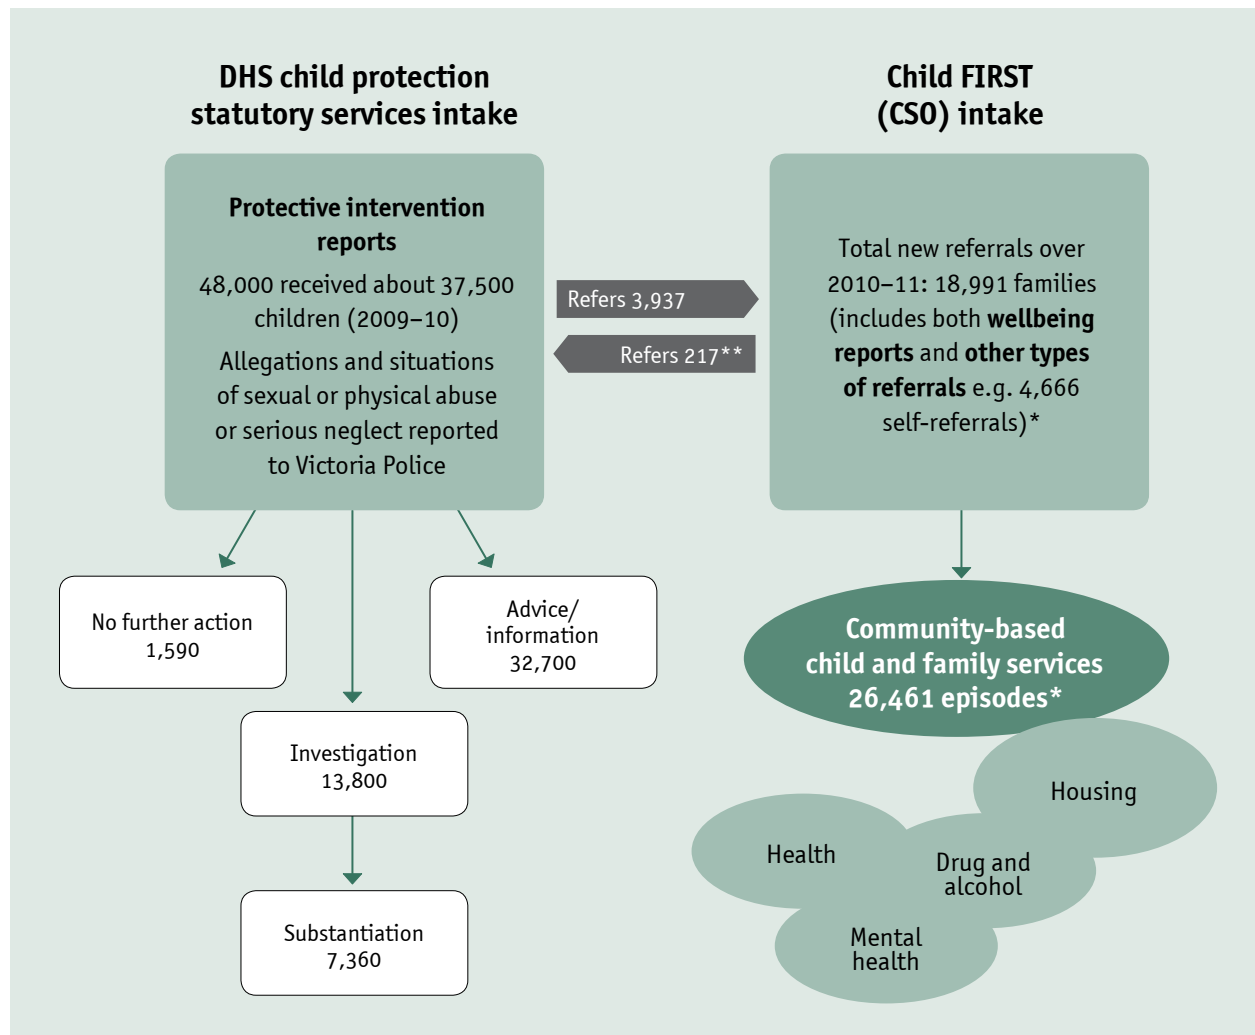 DHS child protection
statutory services intake
Protective intervention
reports
48,000 received about 37,500
children (2009–10)
Allegations and situations
of sexual or physical abuse
or serious neglect reported
to Victoria Police
Refers 3,937
Refers 217**
Child FIRST
(CSO) intake
Total new referrals over
2010–11: 18,991 families
(includes both wellbeing
reports and other types
of referrals e.g. 4,666
self-referrals)*
No further action
1,590
Advice/
information
32,700
Investigation
13,800
Substantiation
7,360
Community-based
child and family services
26,461 episodes*
Housing
Health
Drug and
alcohol
Mental
health